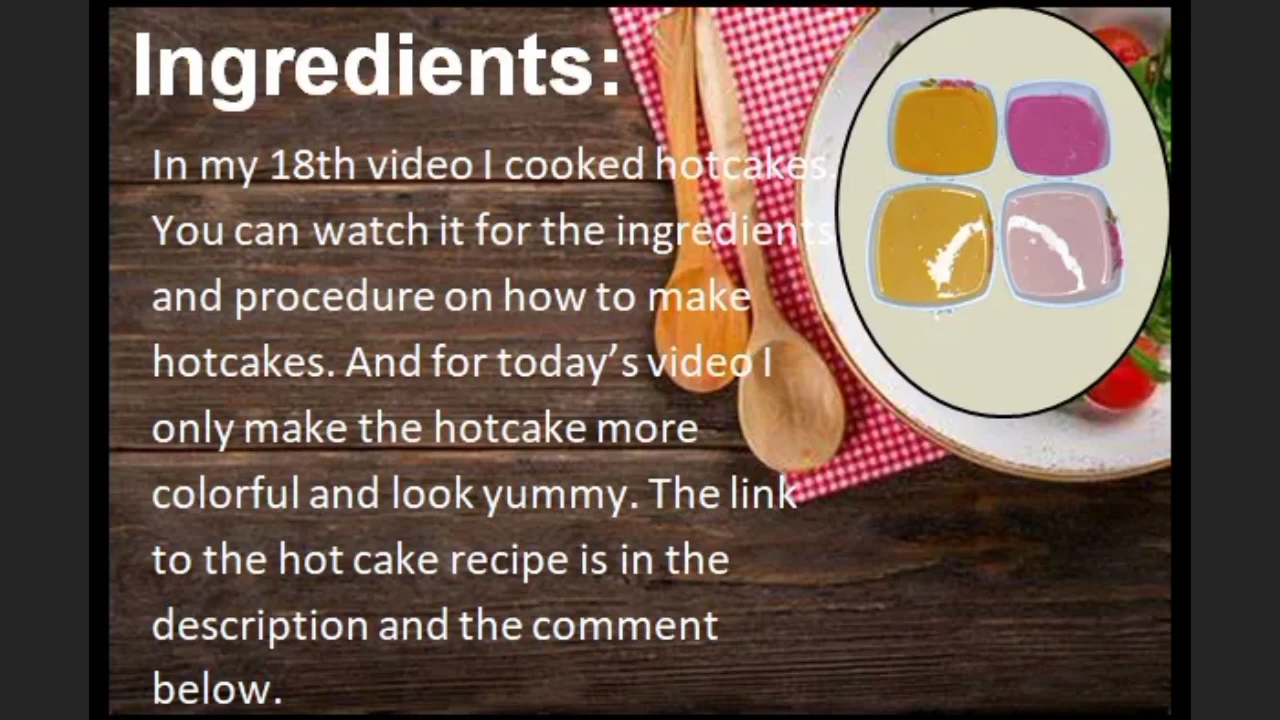 Ingredients:
In my 18th video I cooked hotcakes.
You can watch it for the ingredients
and procedure on how to make
hotcakes. And for today’s video I
only make the hotcake more
colorful and look yummy. The link
to the hot cake recipe is in the
description and the comment
below.